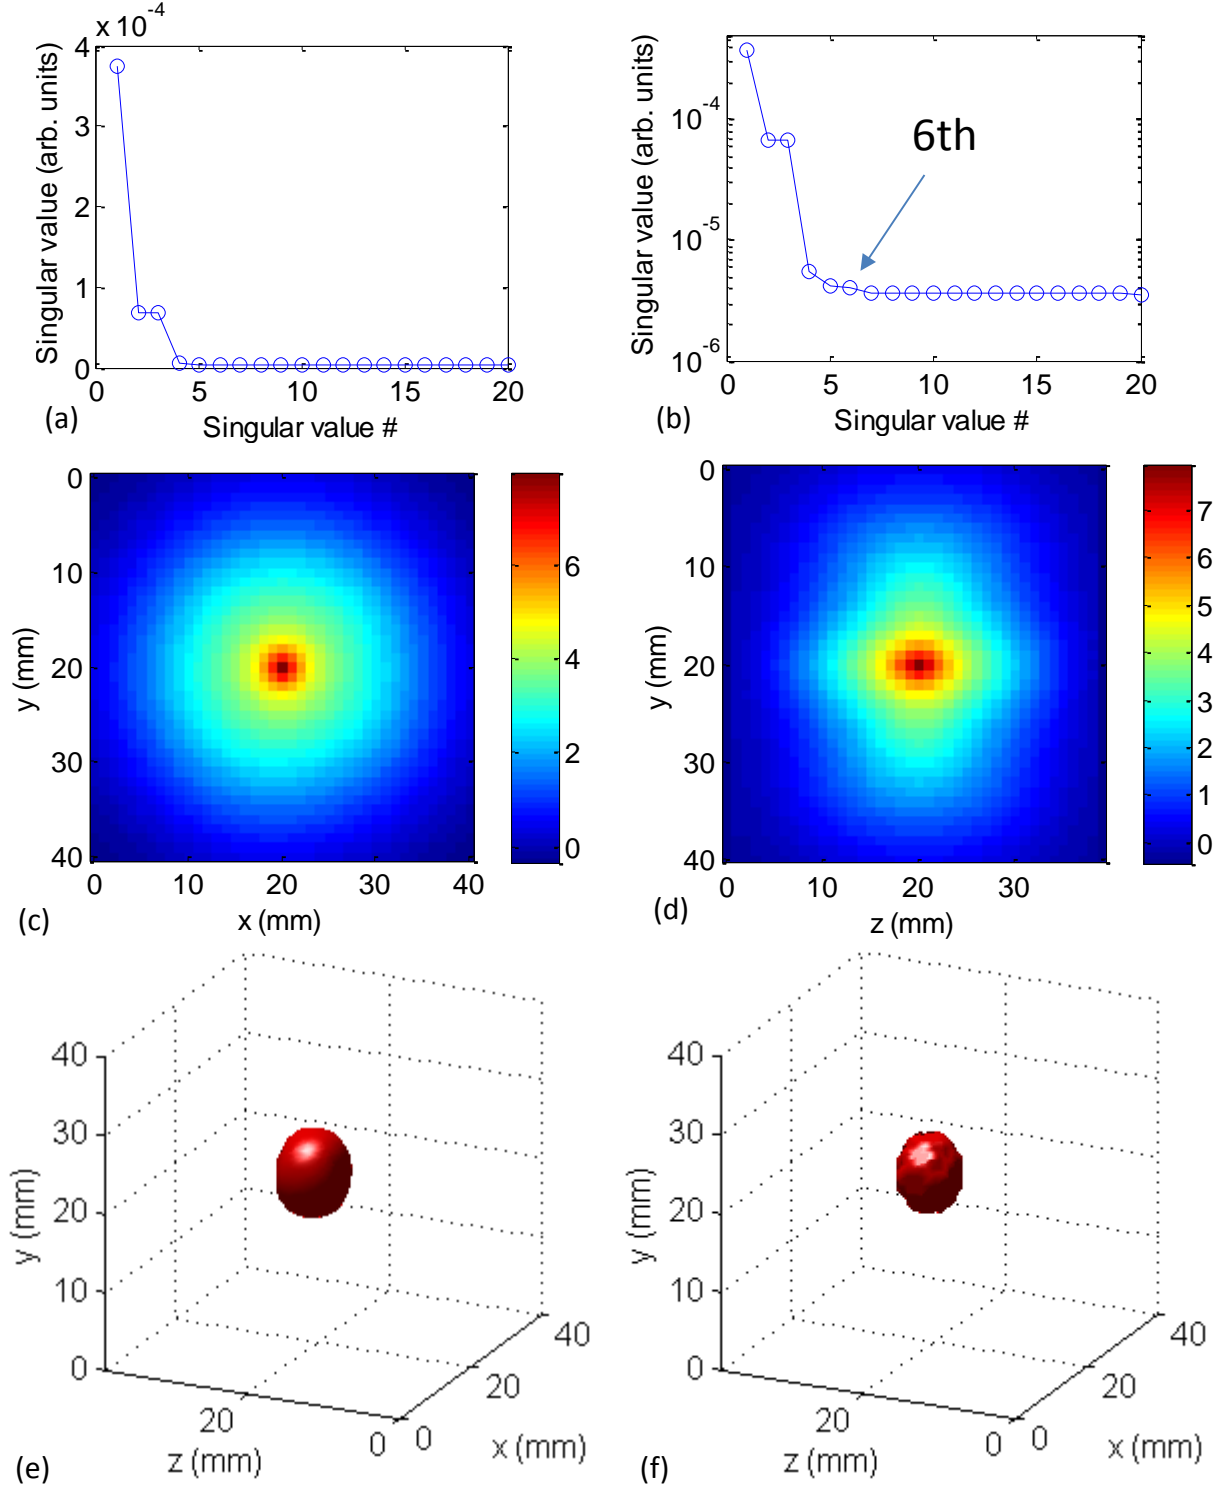 x 10^-4
4
3
2
1
0
0 5 10 15 20
Singular value (arb. units)
Singular value #
(a)
10^-4
10^-5
10^-6
0 5 10 15 20
Singular value (arb. units)
6th
Singular value #
(b)
0
10
20
30
40
0 10 20 30 40
y (mm)
x (mm)
6
4
2
0
(c)
0
10
20
30
40
0 10 20 30
y (mm)
z (mm)
7
6
5
4
3
2
1
0
(d)
40
30
20
10
0
y (mm)
20
0
z (mm)
0
20
40
x (mm)
(e)
40
30
20
10
0
y (mm)
20
0
z (mm)
0
20
40
x (mm)
(f)